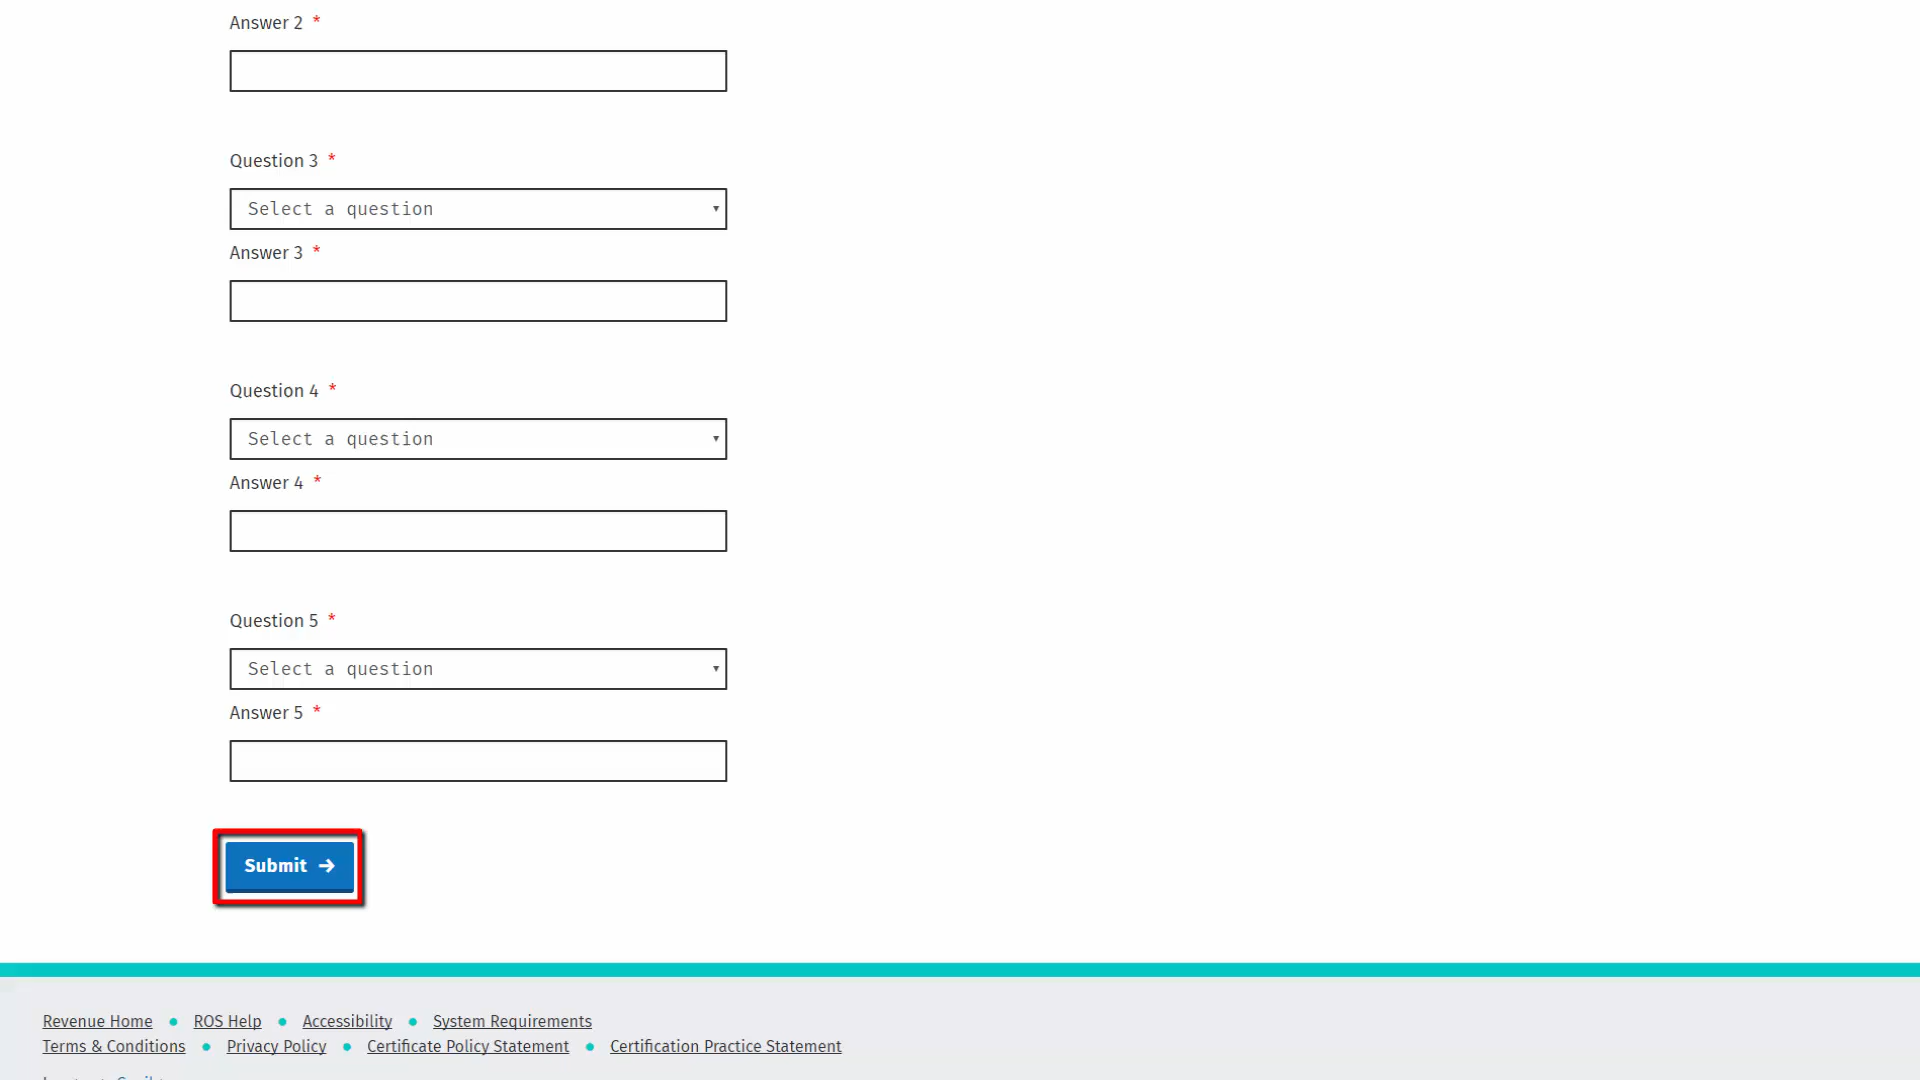 Answer 2 *
Question 3 *
Select a question
Answer 3 *
Question 4 *
Select a question
Answer 4 *
Question 5 *
Select a question
Answer 5 *
Submit →
Revenue Home • ROS Help • Accessibility • System Requirements
Terms & Conditions • Privacy Policy • Certificate Policy Statement • Certification Practice Statement